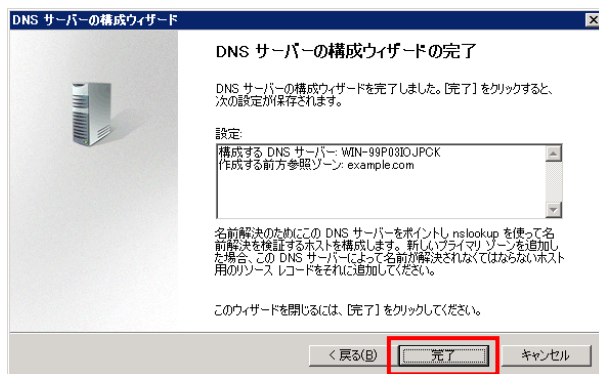 DNS サーバーの構成ウィザード
DNS サーバーの構成ウィザードの完了
DNS サーバーの構成ウィザードを完了しました。[完了] をクリックすると、
次の設定が保存されます。
設定:
構成する DNS サーバー: WIN-99P03IOJPCK
作成する前方参照ゾーン: example.com
名前解決のためにこの DNS サーバーをポイントし nslookup を使って名
前解決を検証するホストを構成します。新しいプライマリ ゾーンを追加し
た場合、この DNS サーバーによって名前が解決されなくてはならないホスト
用のリソース レコードをそれに追加してください。
このウィザードを閉じるには、[完了] をクリックしてください。
< 戻る(B)
完了
キャンセル